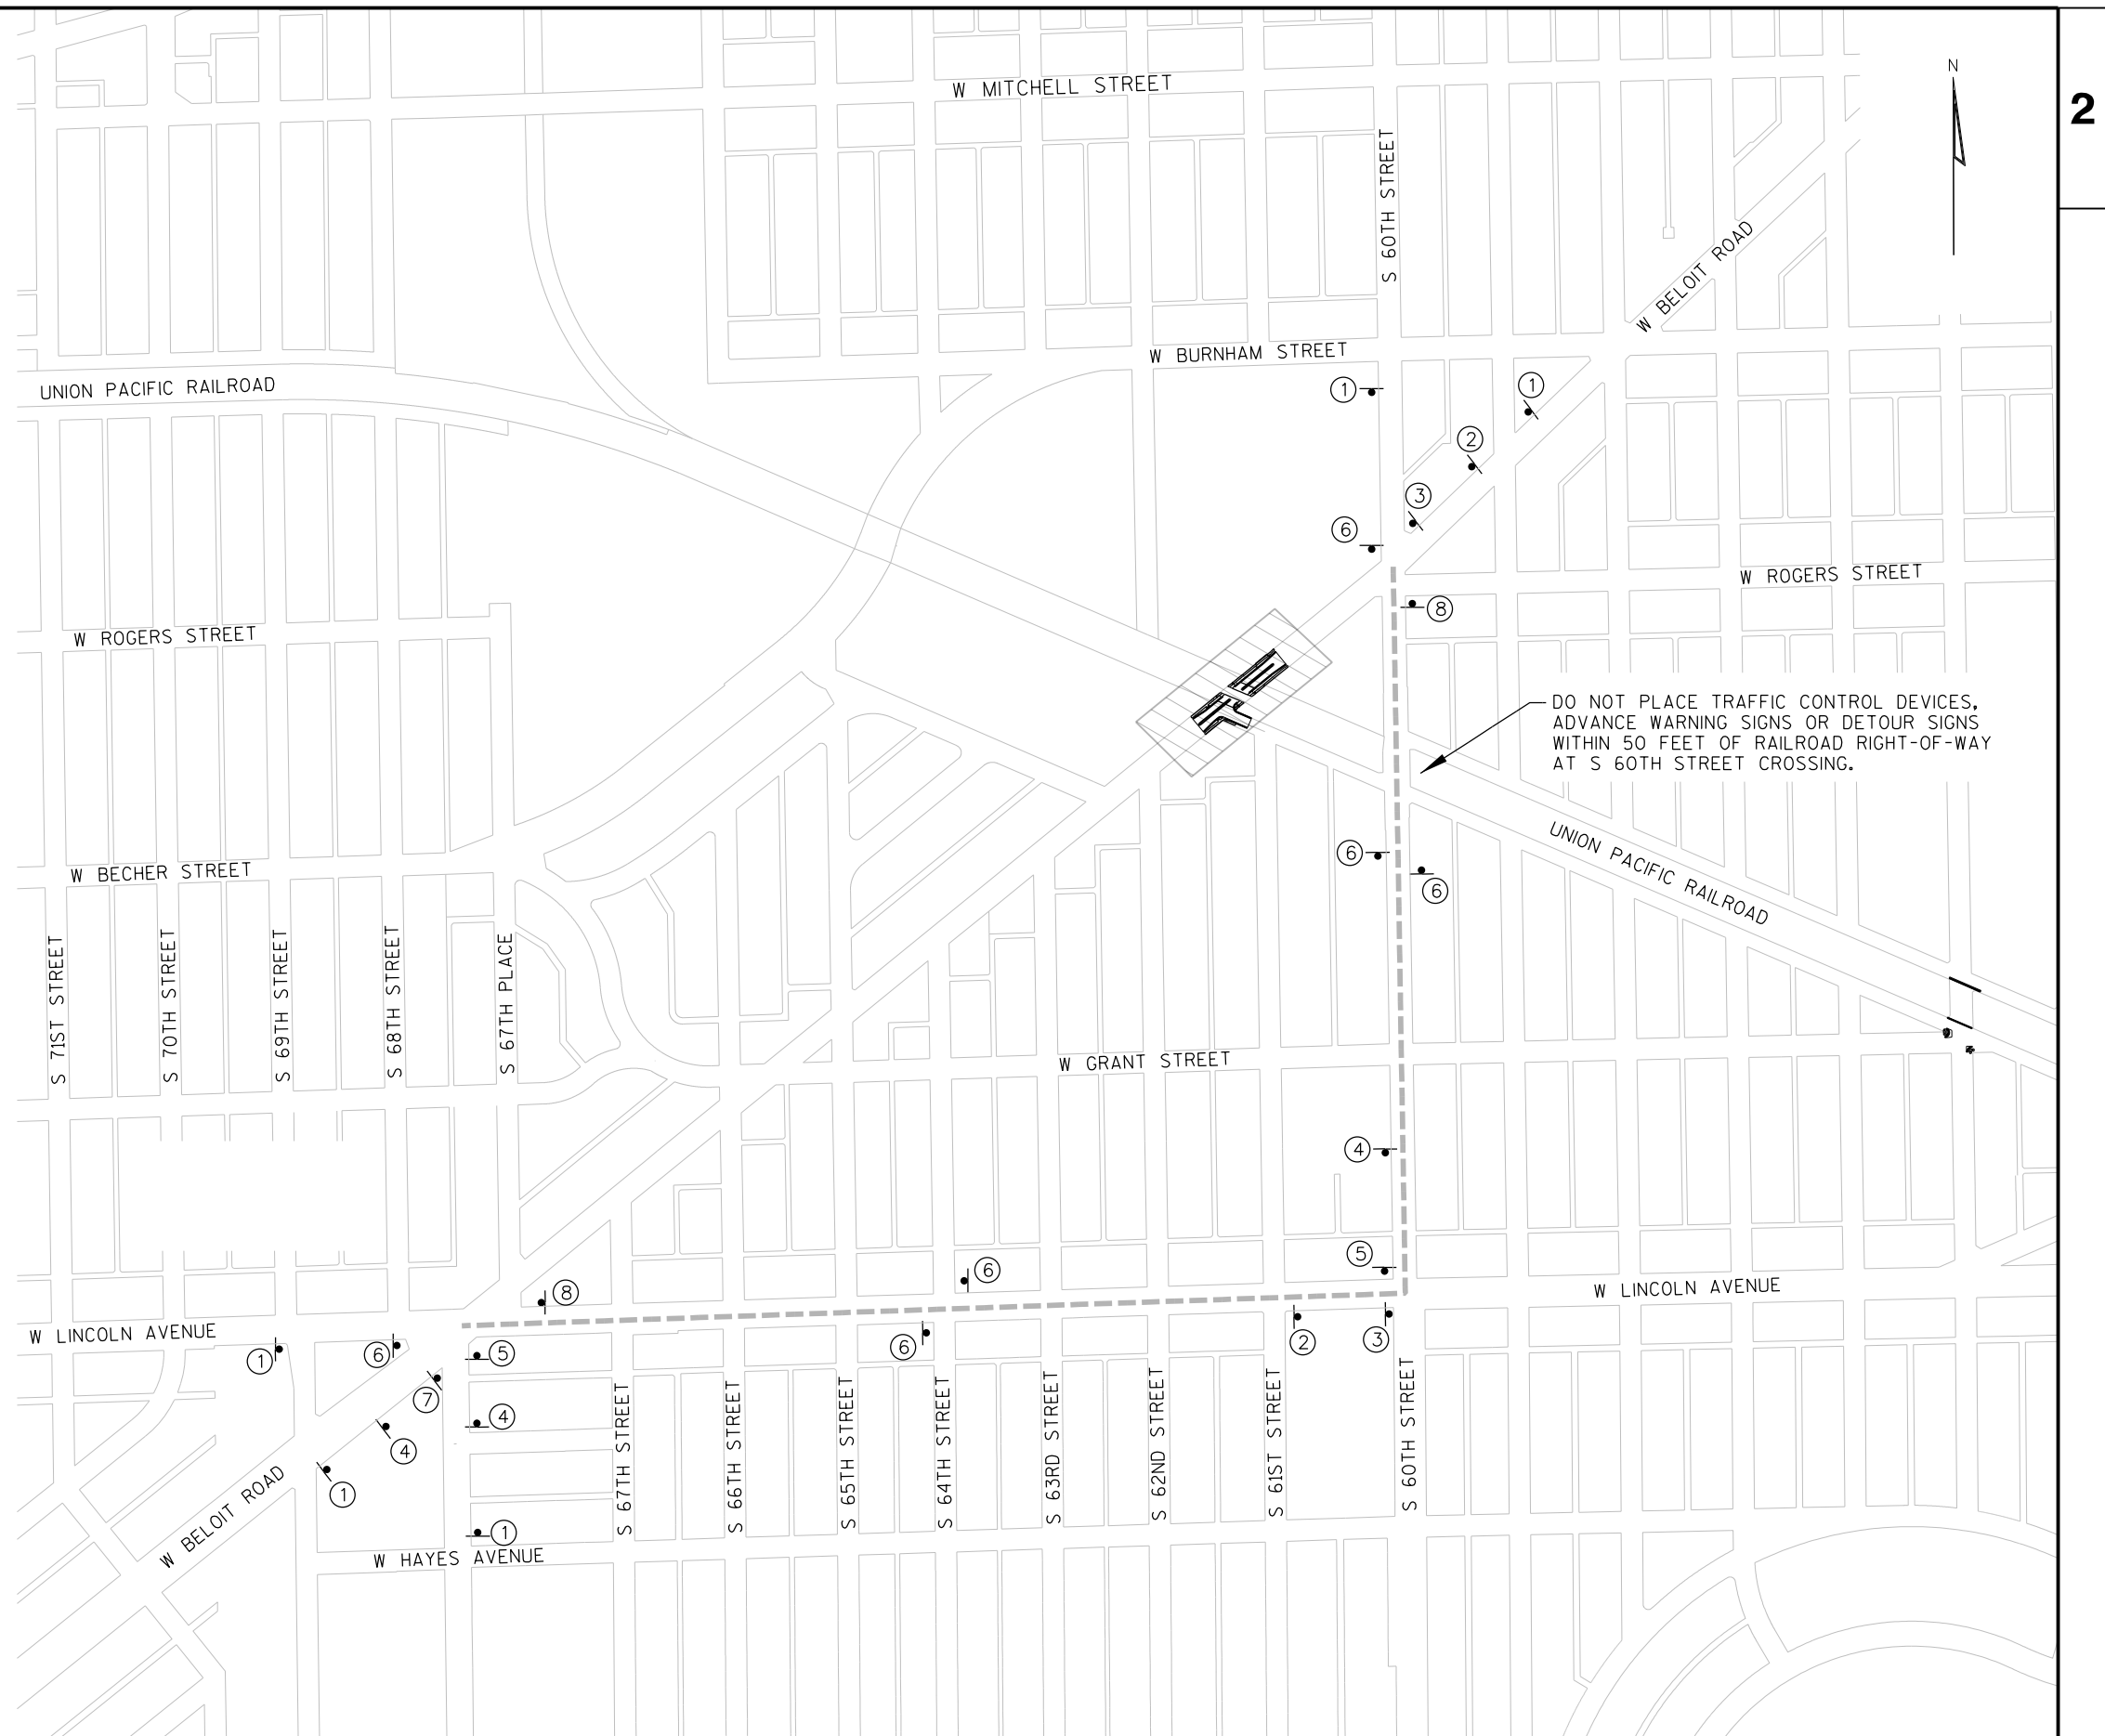 W MITCHELL STREET
N
2
S 60TH STREET
W BELOIT ROAD
W BURNHAM STREET
UNION PACIFIC RAILROAD
1
1
2
3
6
W ROGERS STREET
8
W ROGERS STREET
DO NOT PLACE TRAFFIC CONTROL DEVICES,
ADVANCE WARNING SIGNS OR DETOUR SIGNS
WITHIN 50 FEET OF RAILROAD RIGHT-OF-WAY
AT S 60TH STREET CROSSING.
UNION PACIFIC RAILROAD
6
6
W BECHER STREET
S 71ST STREET
S 70TH STREET
S 69TH STREET
S 68TH STREET
S 67TH PLACE
W GRANT STREET
4
5
6
8
W LINCOLN AVENUE
W LINCOLN AVENUE
1
6
5
6
2
3
7
4
4
1
1
W BELOIT ROAD
W HAYES AVENUE
S 67TH STREET
S 66TH STREET
S 65TH STREET
S 64TH STREET
S 63RD STREET
S 62ND STREET
S 61ST STREET
S 60TH STREET